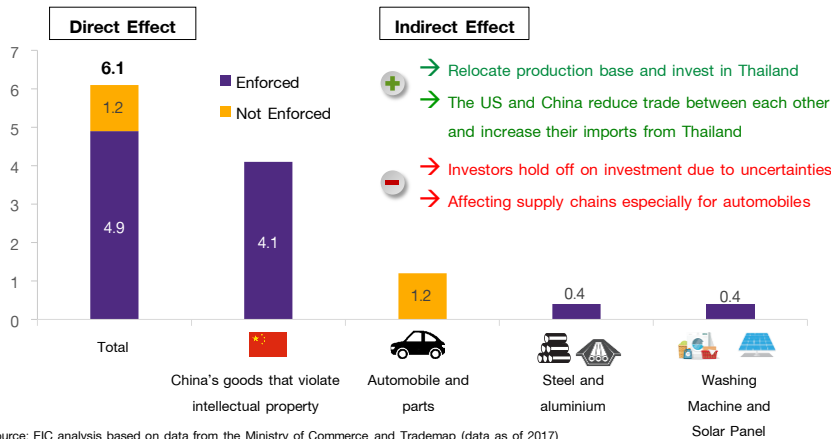 Direct Effect
Indirect Effect
7
6
5
4
3
2
1
0
6.1
1.2
4.9
4.1
1.2
0.4
0.4
Enforced
Not Enforced
→ Relocate production base and invest in Thailand
→ The US and China reduce trade between each other
and increase their imports from Thailand
→ Investors hold off on investment due to uncertainties
→ Affecting supply chains especially for automobiles
Total
China's goods that violate
intellectual property
Automobile and
parts
Steel and
aluminium
Washing
Machine and
Solar Panel
ource: EIC analysis based on data from the Ministry of Commerce and Trademap (data as of 2017)